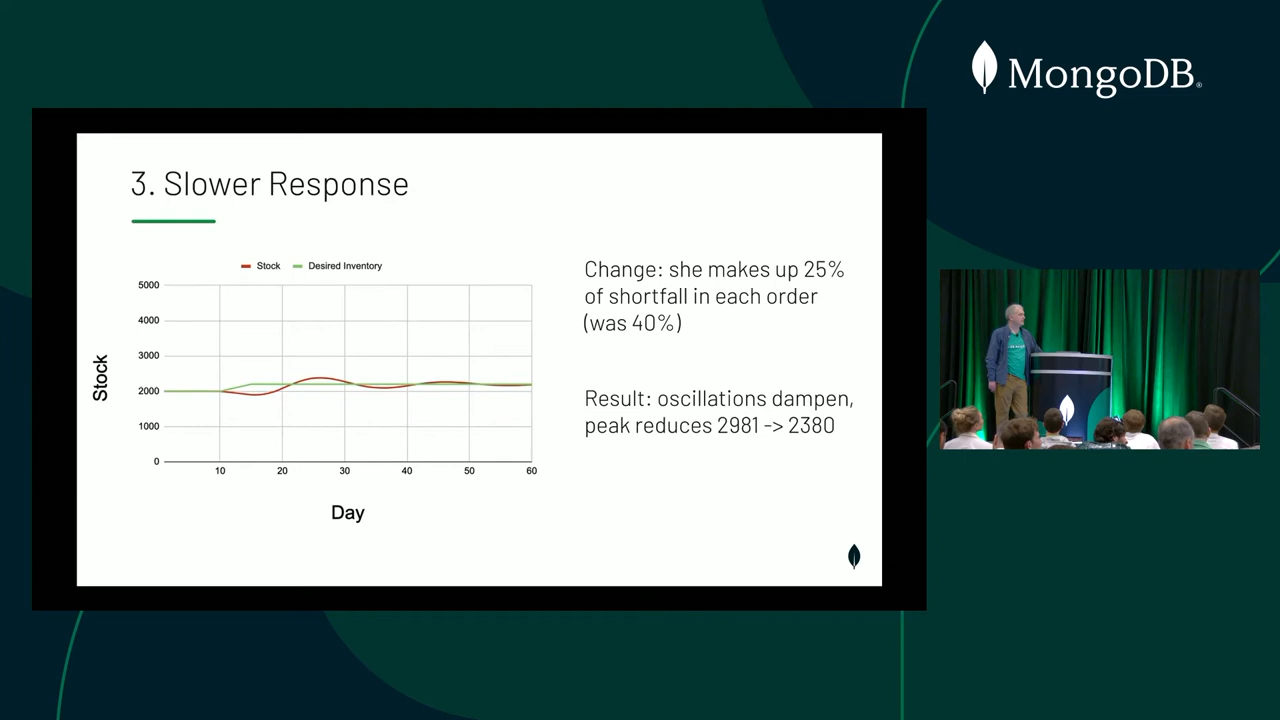 MongoDB®
3. Slower Response
Stock
Desired Inventory
5000
4000
3000
2000
1000
0
Stock
10
20
30
40
50
60
Day
Change: she makes up 25%
of shortfall in each order
(was 40%)
Result: oscillations dampen,
peak reduces 2981 -> 2380